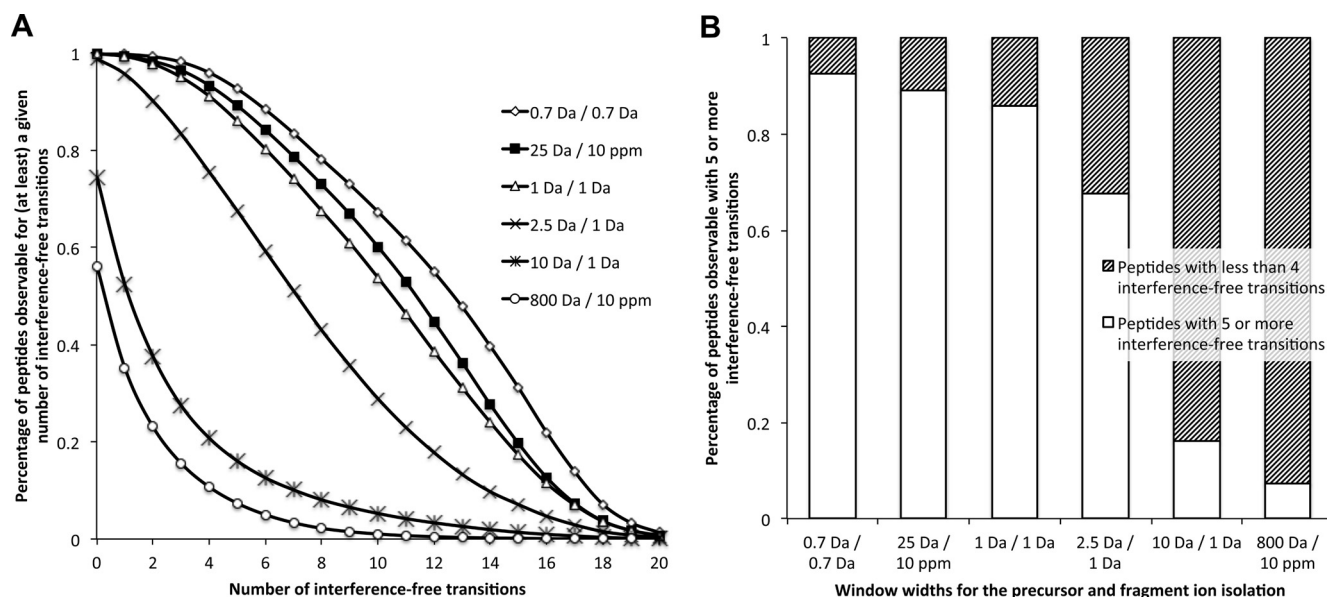 A
Percentage of peptides observable for (at least) a given
number of interference-free transitions
1
0.8
0.6
0.4
0.2
0
0 2 4 6 8 10 12 14 16 18 20
Number of interference-free transitions
0.7 Da / 0.7 Da
25 Da / 10 ppm
1 Da / 1 Da
2.5 Da / 1 Da
10 Da / 1 Da
800 Da / 10 ppm
B
Percentage of peptides observable with 5 or more
interference-free transitions
1
0.8
0.6
0.4
0.2
0
Peptides with less than 4
interference-free transitions
Peptides with 5 or more
interference-free transitions
0.7 Da /
0.7 Da
25 Da /
10 ppm
1 Da / 1 Da
2.5 Da /
1 Da
10 Da / 1 Da
800 Da /
10 ppm
Window widths for the precursor and fragment ion isolation